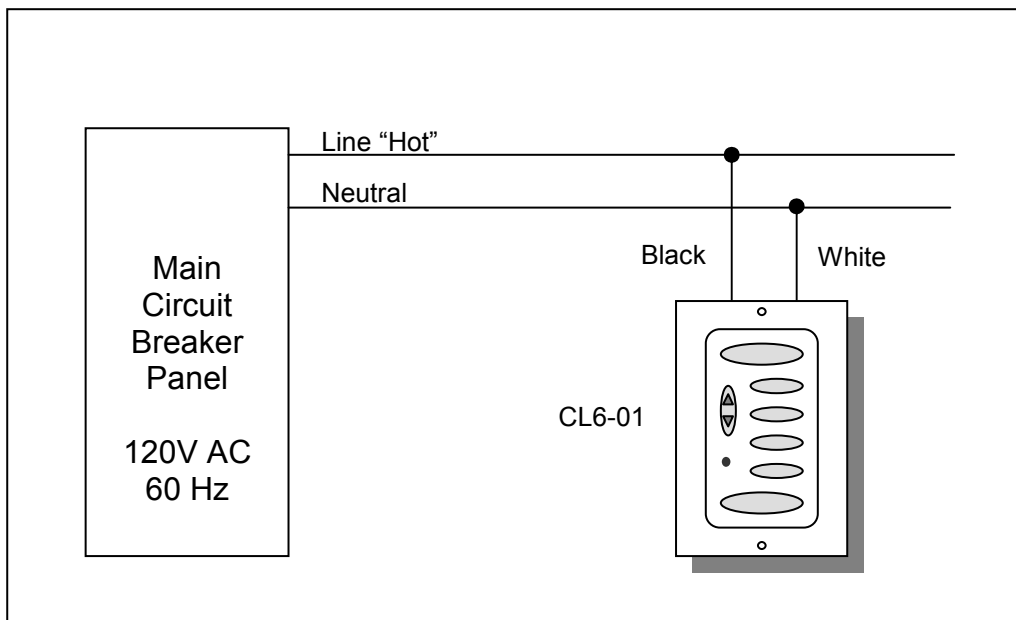 Line “Hot”
Neutral
Black
White
Main
Circuit
Breaker
Panel
120V AC
60 Hz
CL6-01